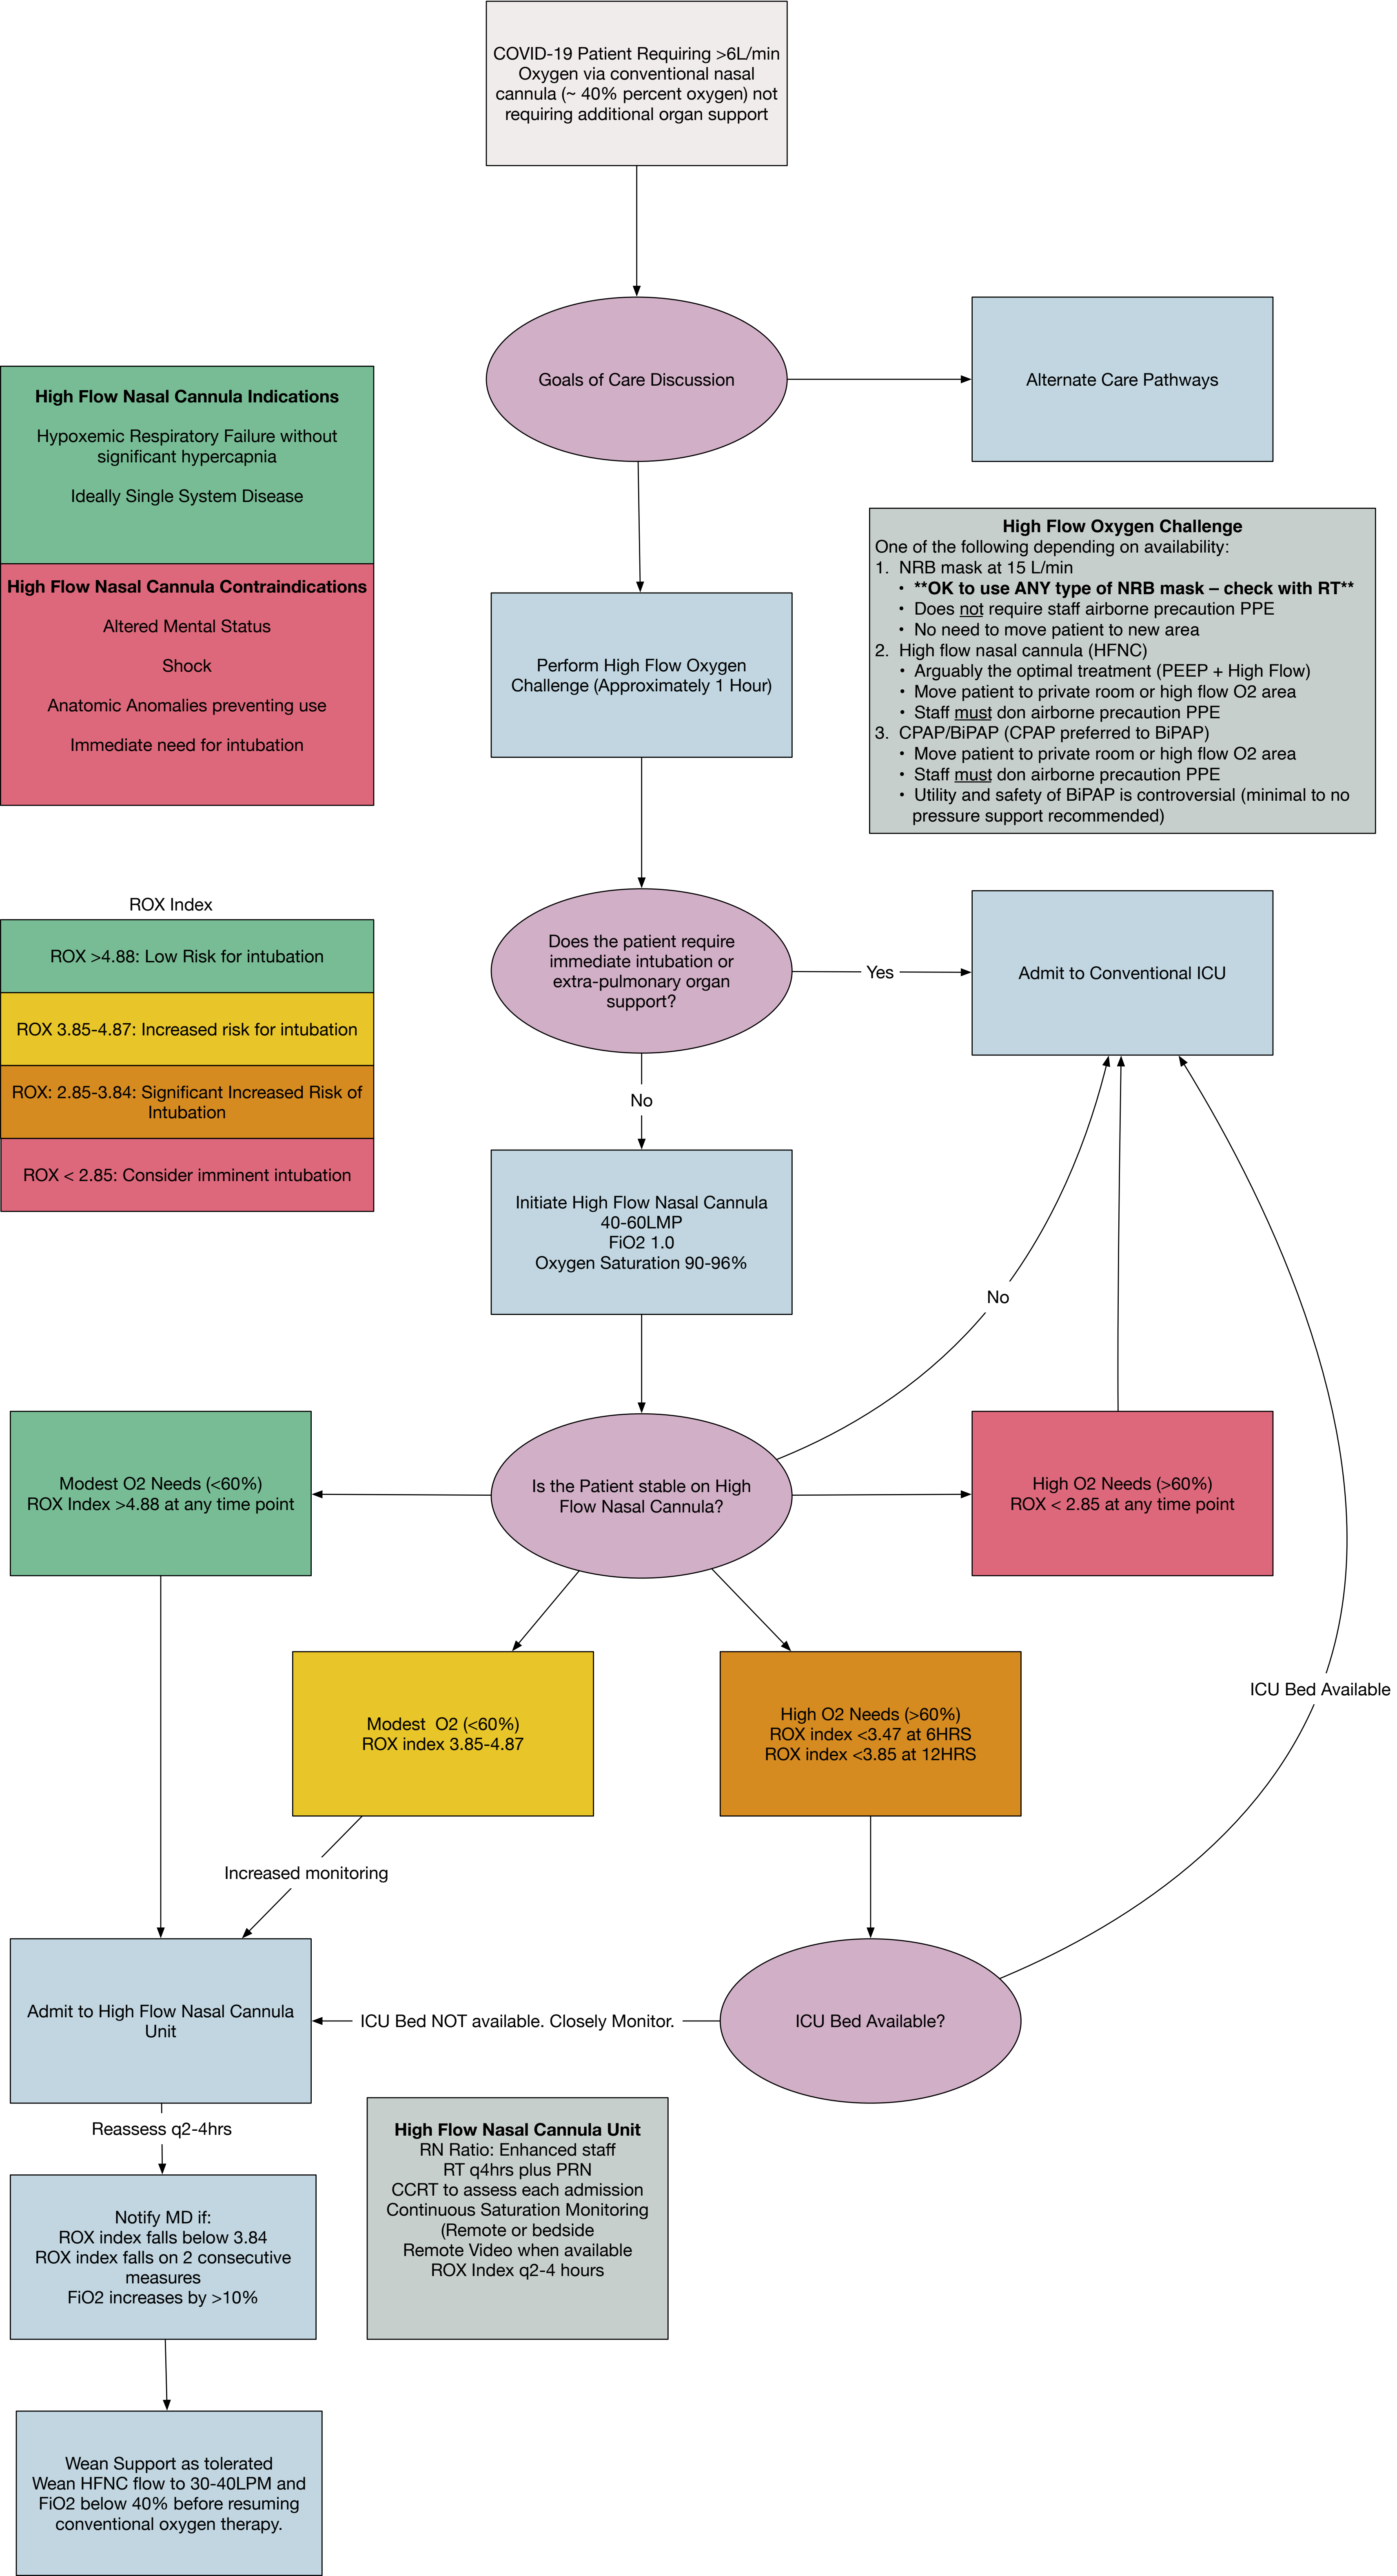 COVID-19 Patient Requiring >6L/min
Oxygen via conventional nasal
cannula (~ 40% percent oxygen) not
requiring additional organ support
Goals of Care Discussion
Alternate Care Pathways
High Flow Nasal Cannula Indications
Hypoxemic Respiratory Failure without
significant hypercapnia
Ideally Single System Disease
High Flow Nasal Cannula Contraindications
Altered Mental Status
Shock
Anatomic Anomalies preventing use
Immediate need for intubation
High Flow Oxygen Challenge
One of the following depending on availability:
1. NRB mask at 15 L/min
• **OK to use ANY type of NRB mask – check with RT**
• Does not require staff airborne precaution PPE
• No need to move patient to new area
2. High flow nasal cannula (HFNC)
• Arguably the optimal treatment (PEEP + High Flow)
• Move patient to private room or high flow O2 area
• Staff must don airborne precaution PPE
3. CPAP/BiPAP (CPAP preferred to BiPAP)
• Move patient to private room or high flow O2 area
• Staff must don airborne precaution PPE
• Utility and safety of BiPAP is controversial (minimal to no
pressure support recommended)
Perform High Flow Oxygen
Challenge (Approximately 1 Hour)
ROX Index
ROX >4.88: Low Risk for intubation
ROX 3.85-4.87: Increased risk for intubation
ROX: 2.85-3.84: Significant Increased Risk of
Intubation
ROX < 2.85: Consider imminent intubation
Does the patient require
immediate intubation or
extra-pulmonary organ
support?
Yes
Admit to Conventional ICU
No
Initiate High Flow Nasal Cannula
40-60LMP
FiO2 1.0
Oxygen Saturation 90-96%
No
Modest O2 Needs (<60%)
ROX Index >4.88 at any time point
Is the Patient stable on High
Flow Nasal Cannula?
High O2 Needs (>60%)
ROX < 2.85 at any time point
ICU Bed Available
Modest O2 (<60%)
ROX index 3.85-4.87
High O2 Needs (>60%)
ROX index <3.47 at 6HRS
ROX index <3.85 at 12HRS
Increased monitoring
Admit to High Flow Nasal Cannula
Unit
ICU Bed NOT available. Closely Monitor.
ICU Bed Available?
Reassess q2-4hrs
High Flow Nasal Cannula Unit
RN Ratio: Enhanced staff
RT q4hrs plus PRN
CCRT to assess each admission
Continuous Saturation Monitoring
(Remote or bedside
Remote Video when available
ROX Index q2-4 hours
Notify MD if:
ROX index falls below 3.84
ROX index falls on 2 consecutive
measures
FiO2 increases by >10%
Wean Support as tolerated
Wean HFNC flow to 30-40LPM and
FiO2 below 40% before resuming
conventional oxygen therapy.